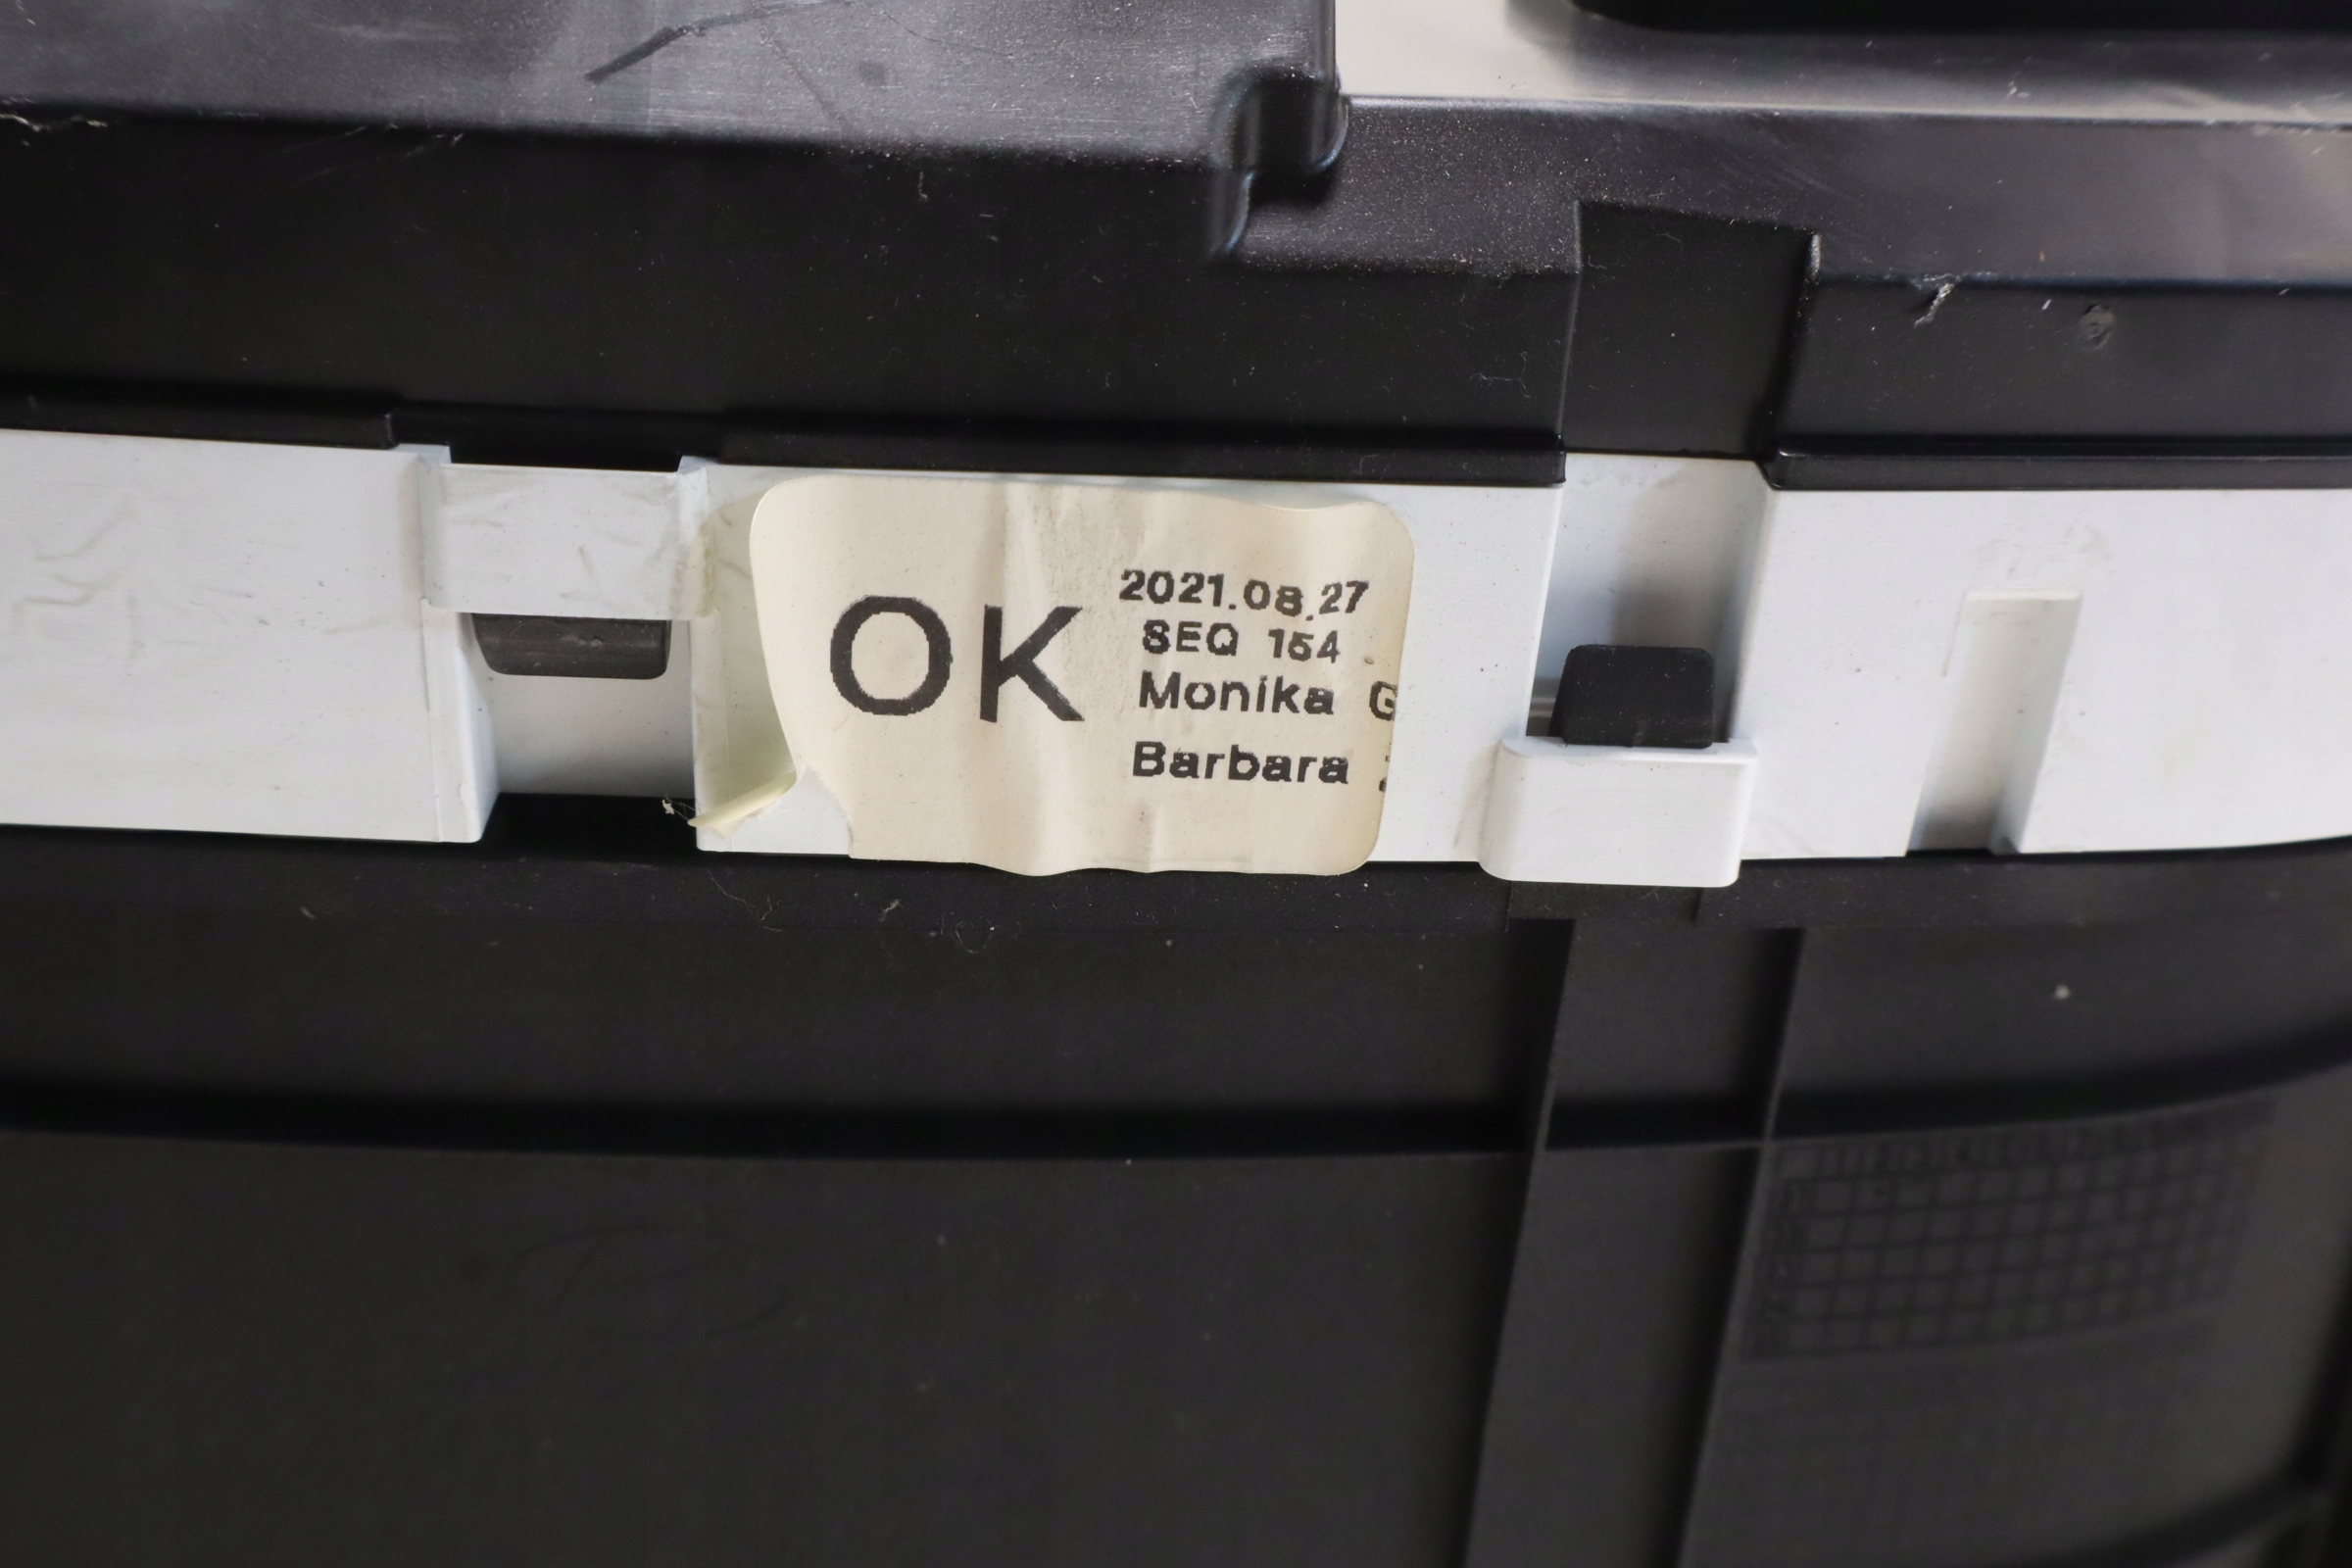 OK
2021.08.27
SEQ 154
Monika G
Barbara